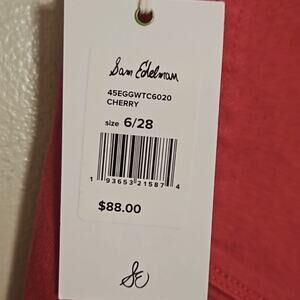 Sam Edelman
45EGGWTC6020
CHERRY
size 6/28
1 93653 21587 4
$88.00
SE